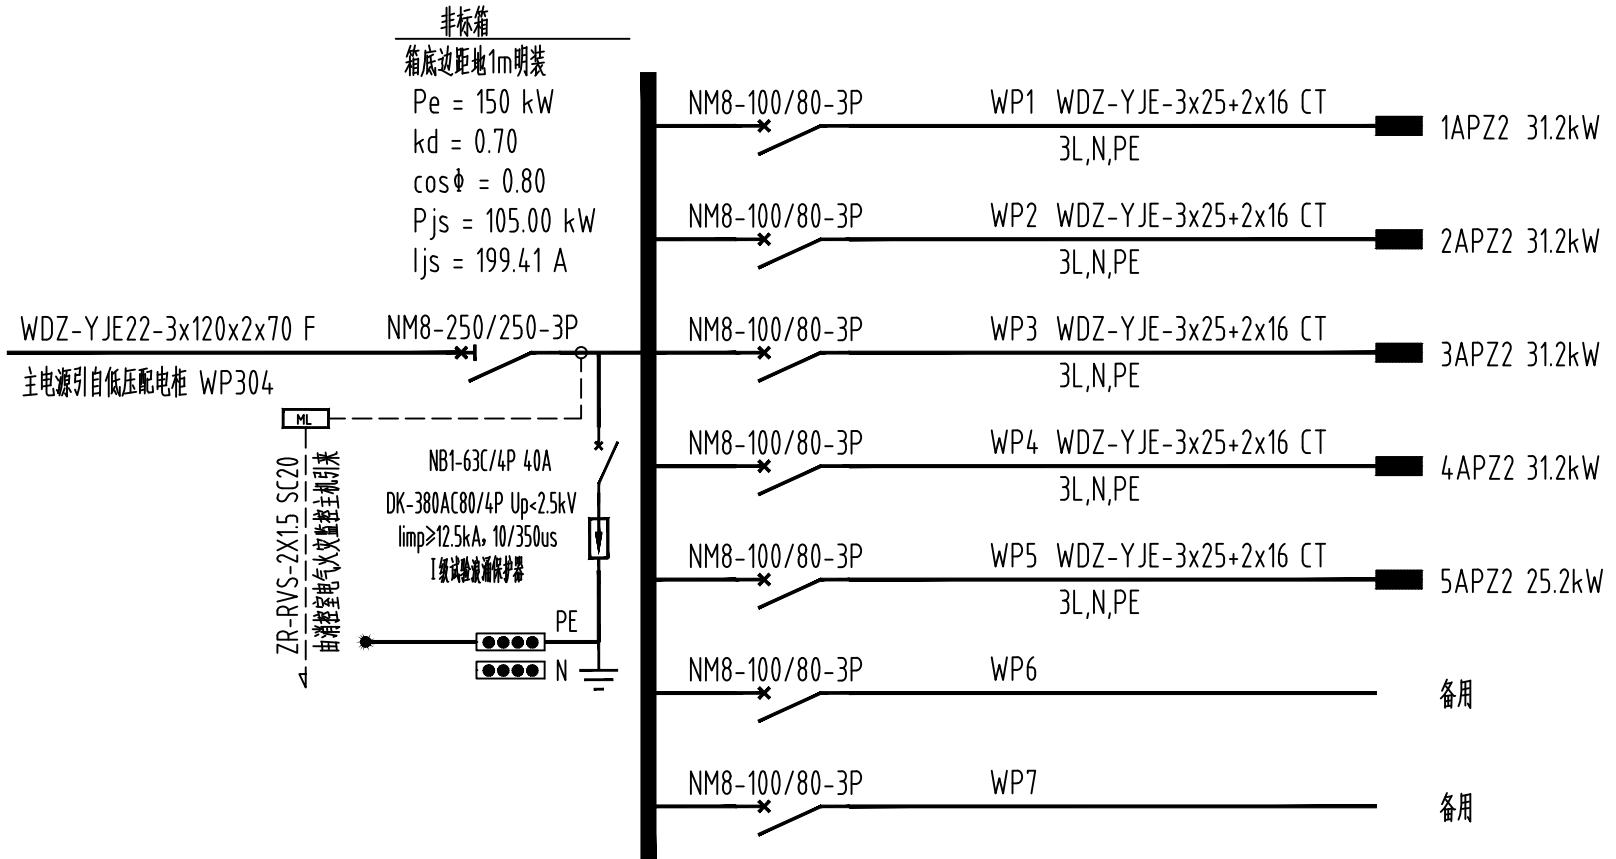 非标箱
箱底边距地1m明装
Pe = 150 kW
kd = 0.70
cosΦ = 0.80
Pjs = 105.00 kW
Ijs = 199.41 A
WDZ-YJE22-3x120x2x70 F
NM8-250/250-3P
主电源引自低压配电柜 WP304
ML
ZR-RVS-2X1.5 SC20
由消控室电气火灾监控主机引来
NB1-63C/4P 40A
DK-380AC80/4P Up<2.5kV
Iimp≥12.5kA, 10/350us
I级试验浪涌保护器
PE
N
NM8-100/80-3P WP1 WDZ-YJE-3x25+2x16 CT
3L,N,PE
1APZ2 31.2kW
NM8-100/80-3P WP2 WDZ-YJE-3x25+2x16 CT
3L,N,PE
2APZ2 31.2kW
NM8-100/80-3P WP3 WDZ-YJE-3x25+2x16 CT
3L,N,PE
3APZ2 31.2kW
NM8-100/80-3P WP4 WDZ-YJE-3x25+2x16 CT
3L,N,PE
4APZ2 31.2kW
NM8-100/80-3P WP5 WDZ-YJE-3x25+2x16 CT
3L,N,PE
5APZ2 25.2kW
NM8-100/80-3P WP6
备用
NM8-100/80-3P WP7
备用